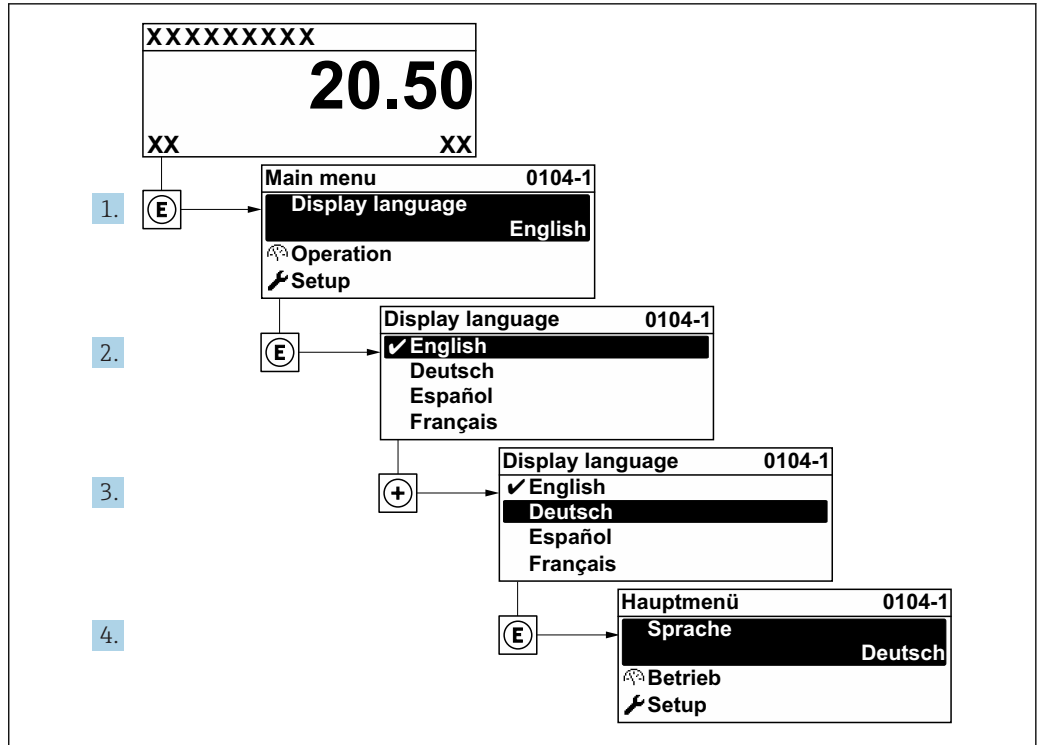 XXXXXXXXX
20.50
XX XX
1. E
Main menu 0104-1
Display language
English
Operation
Setup
2. E
Display language 0104-1
✔English
Deutsch
Español
Français
3. +
Display language 0104-1
✔English
Deutsch
Español
Français
4. E
Hauptmenü 0104-1
Sprache
Deutsch
Betrieb
Setup